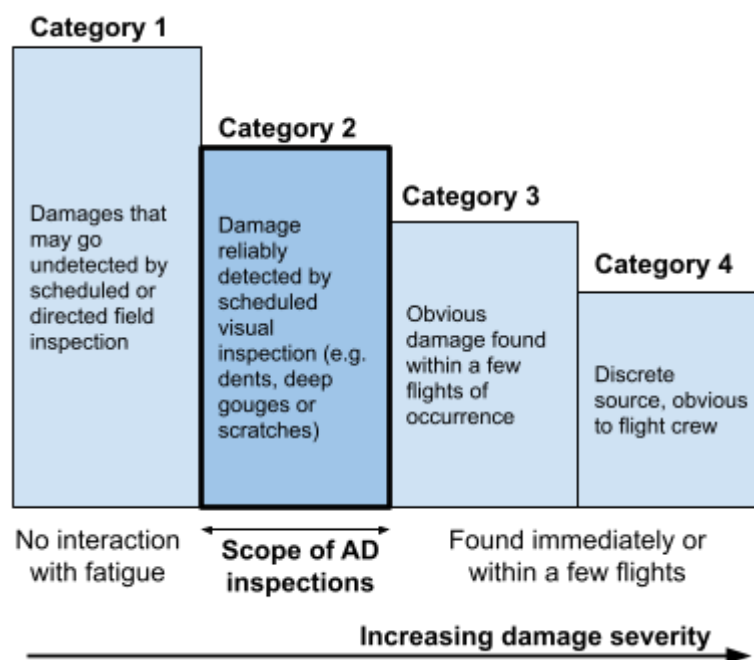 Category 1
Category 2
Category 3
Category 4
Damages that
may go
undetected by
scheduled or
directed field
inspection
Damage
reliably
detected by
scheduled
visual
inspection (e.g.
dents, deep
gouges or
scratches)
Obvious
damage found
within a few
flights of
occurrence
Discrete
source, obvious
to flight crew
No interaction
with fatigue
Scope of AD
inspections
Found immediately or
within a few flights
Increasing damage severity